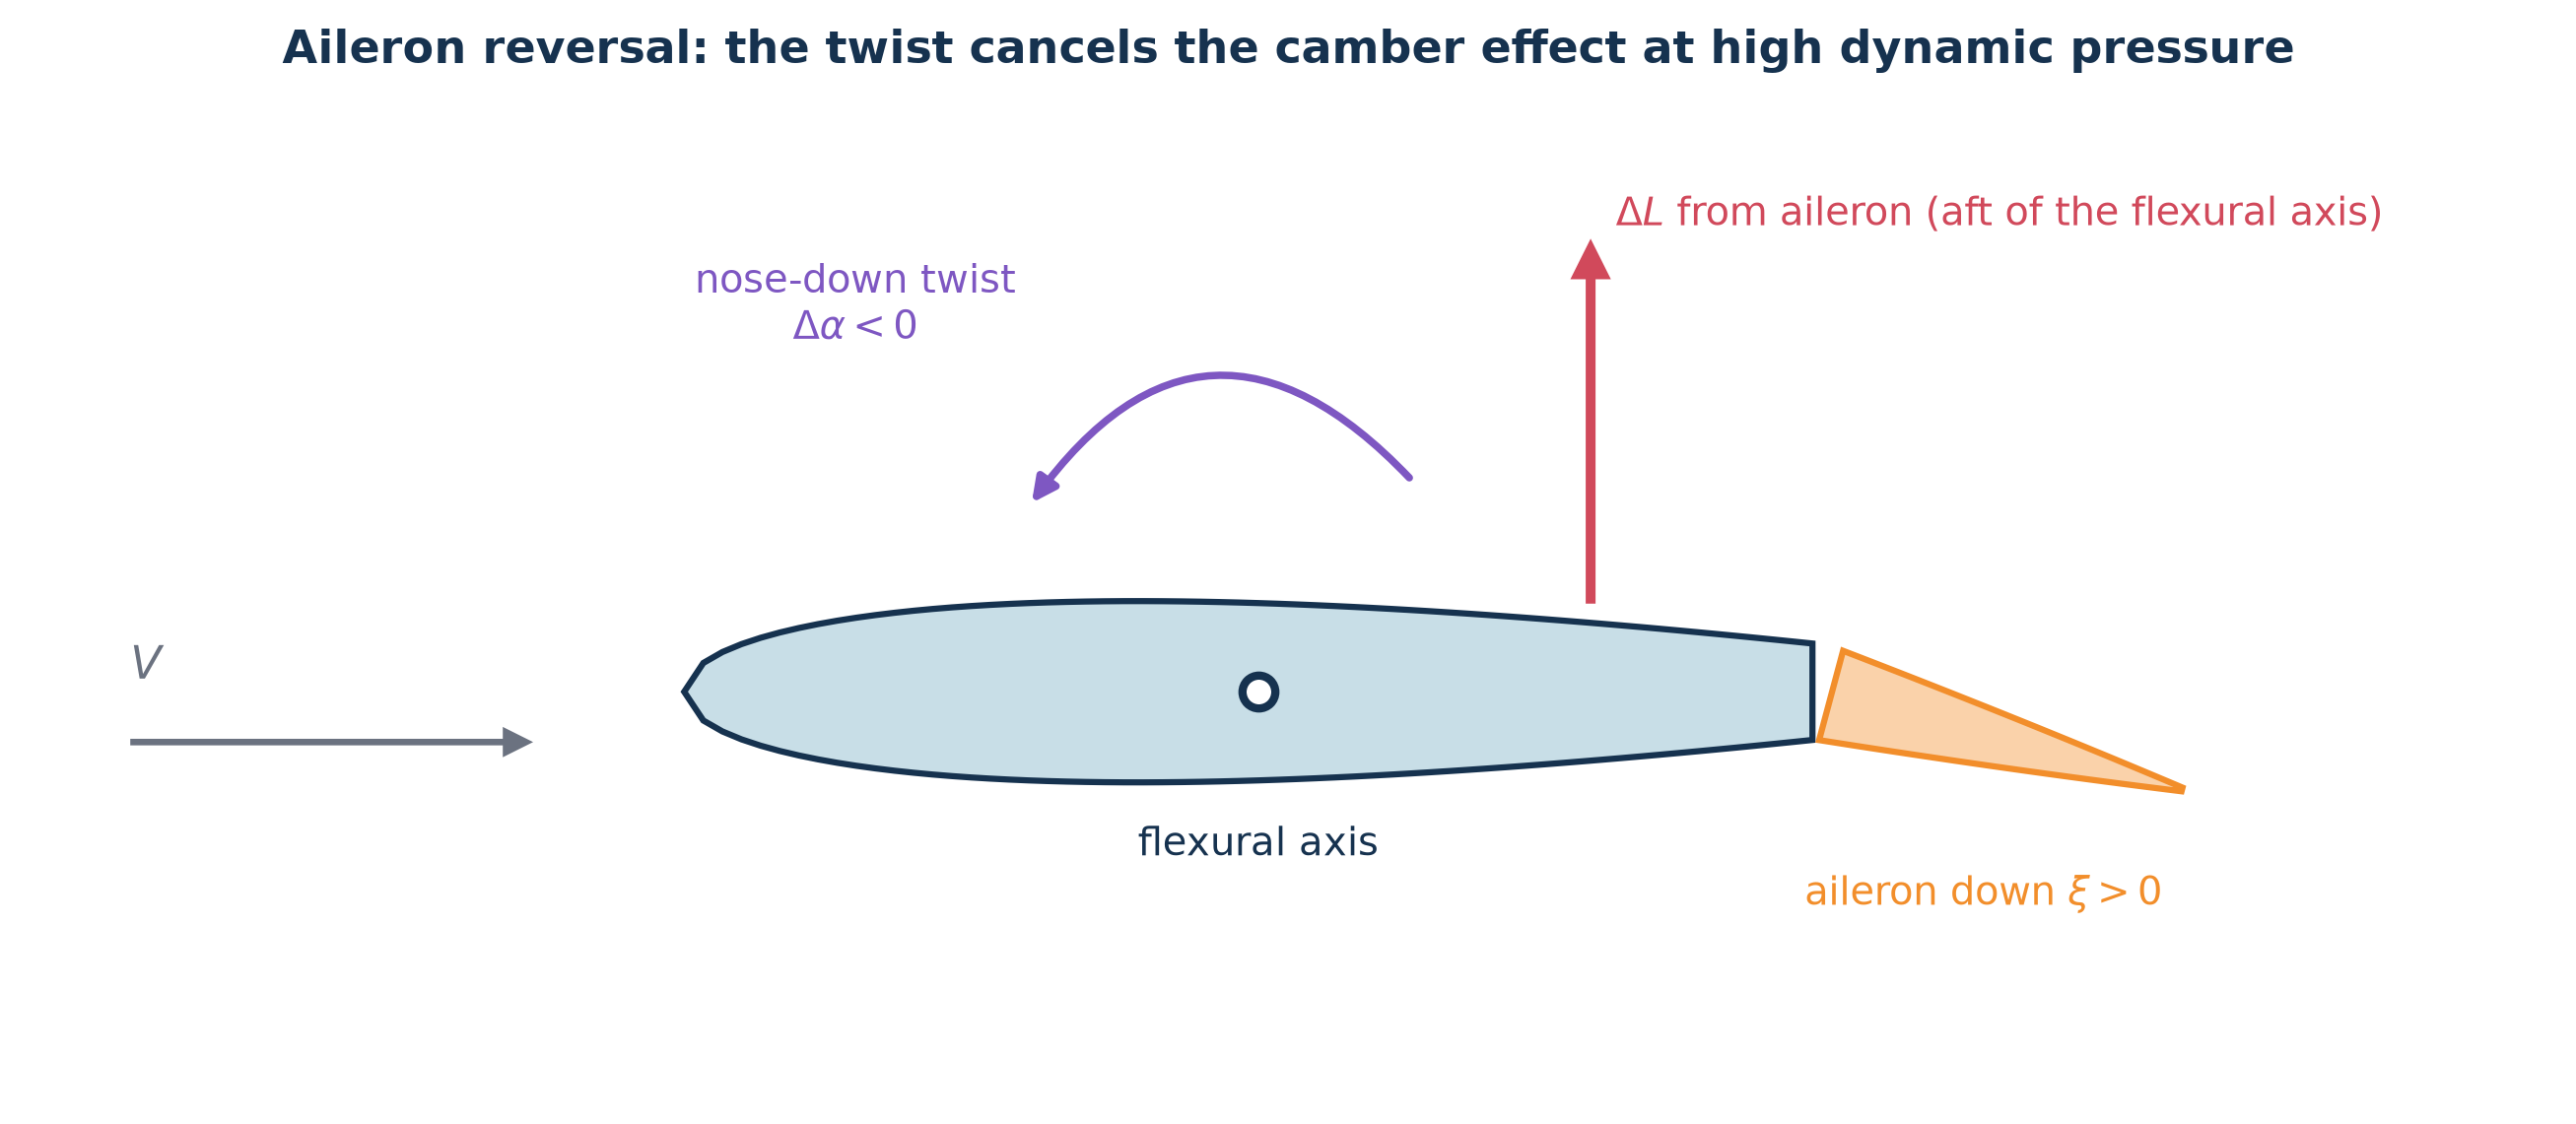 Aileron reversal: the twist cancels the camber effect at high dynamic pressure
ΔL from aileron (aft of the flexural axis)
nose-down twist
Δα < 0
V
flexural axis
aileron down ξ > 0